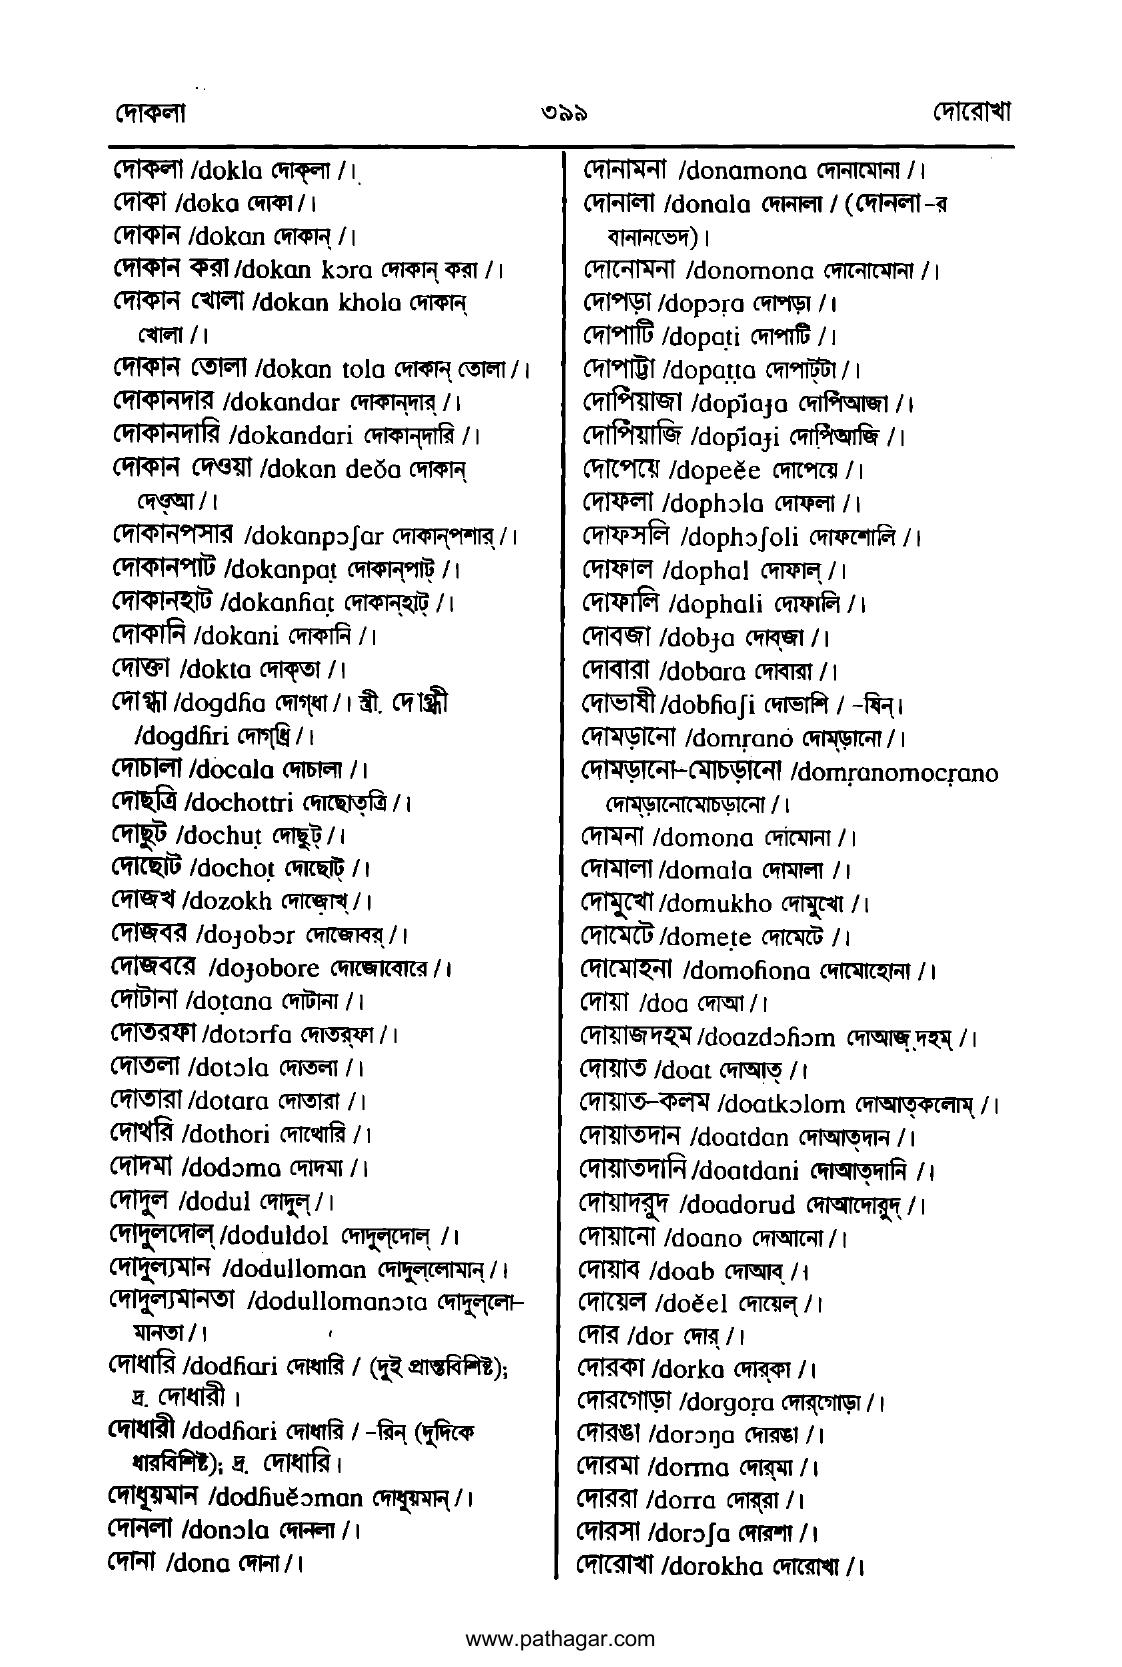 দোকলা ৩৯৯ দোরোখা
দোকলা /dokla দোক্‌লা /।
দোকা /doka দোকা /।
দোকান /dokan দোকান্ /।
দোকান করা /dokan kɔra দোকান্ করা /।
দোকান খোলা /dokan khola দোকান্
খোলা /।
দোকান তোলা /dokan tola দোকান্ তোলা /।
দোকানদার /dokandar দোকান্‌দার্ /।
দোকানদারি /dokandari দোকান্‌দারি /।
দোকান দেওয়া /dokan deŏa দোকান্
দেও্আ /।
দোকানপসার /dokanpɔʃar দোকান্‌পশার্ /।
দোকানপাট /dokanpaṭ দোকান্‌পাট্ /।
দোকানহাট /dokanɦaṭ দোকান্‌হাট্ /।
দোকানি /dokani দোকানি /।
দোক্তা /dokta দোক্‌তা /।
দোগ্ধা /dogdɦa দোগ্‌ধা /। স্ত্রী. দোগ্ধ্রী
/dogdɦri দোগ্‌ধ্রি /।
দোচালা /docala দোচালা /।
দোছত্রি /dochottri দোছোত্‌ত্রি /।
দোছুট /dochuṭ দোছুট্ /।
দোছোট /dochoṭ দোছোট্ /।
দোজখ /dozokh দোজ়োখ্ /।
দোজবর /doɟobɔr দোজোবর্ /।
দোজবরে /doɟobore দোজোবোরে /।
দোটানা /doṭana দোটানা /।
দোতরফা /dotɔrfa দোতর্‌ফা /।
দোতলা /dotɔla দোতলা /।
দোতারা /dotara দোতারা /।
দোথরি /dothori দোথোরি /।
দোদমা /dodɔma দোদমা /।
দোদুল /dodul দোদুল্ /।
দোদুলদোল্ /doduldol দোদুল্‌দোল্ /।
দোদুল্যমান /dodulloman দোদুল্‌লোমান্ /।
দোদুল্যমানতা /dodullomanɔta দোদুল্‌লো-
মানতা /।
দোধারি /dodɦari দোধারি / (দুই প্রান্তবিশিষ্ট);
দ্র. দোধারী ।
দোধারী /dodɦari দোধারি / -রিন্ (দুদিকে
ধারবিশিষ্ট); দ্র. দোধারি।
দোধূয়মান /dodɦuĕɔman দোধুয়মান্ /।
দোনলা /donɔla দোনলা /।
দোনা /dona দোনা /।
দোনামনা /donamona দোনামোনা /।
দোনালা /donala দোনালা / (দোনলা-র
বানানভেদ)।
দোনোমনা /donomona দোনোমোনা /।
দোপড়া /dopɔṛa দোপড়া /।
দোপাটি /dopaṭi দোপাটি /।
দোপাট্টা /dopaṭṭa দোপাট্‌টা /।
দোপিঁয়াজা /dopĩaɟa দোপিঁআজা /।
দোপিঁয়াজি /dopĩaɟi দোপিঁআজি /।
দোপেয়ে /dopeĕe দোপেয়ে /।
দোফলা /dophɔla দোফলা /।
দোফসলি /dophɔʃoli দোফশোলি /।
দোফাল /dophal দোফাল্ /।
দোফালি /dophali দোফালি /।
দোবজা /dobɟa দোব্‌জা /।
দোবারা /dobara দোবারা /।
দোভাষী /dobɦaʃi দোভাশি / -ষিন্।
দোমড়ানো /domṛano দোম্‌ড়ানো /।
দোমড়ানো-মোচড়ানো /domṛanomocṛano
দোম্‌ড়ানোমোচ্‌ড়ানো /।
দোমনা /domona দোমোনা /।
দোমালা /domala দোমালা /।
দোমুখো /domukho দোমুখো /।
দোমেটে /domeṭe দোমেটে /।
দোমোহনা /domoɦona দোমোহোনা /।
দোয়া /doa দোআ /।
দোয়াজদহম /doazdɔɦɔm দোআজ়্‌দহম্ /।
দোয়াত /doat দোআত্ /।
দোয়াত-কলম /doatkɔlom দোআত্‌কলোম্ /।
দোয়াতদান /doatdan দোআত্‌দান /।
দোয়াতদানি /doatdani দোআত্‌দানি /।
দোয়াদরুদ /doadorud দোআদোরুদ্ /।
দোয়ানো /doano দোআনো /।
দোয়াব /doab দোআব্ /।
দোয়েল /doĕel দোয়েল্ /।
দোর /dor দোর্ /।
দোরকা /dorka দোর্‌কা /।
দোরগোড়া /dorgoṛa দোর্‌গোড়া /।
দোরঙা /dorɔŋa দোরঙা /।
দোরমা /dorma দোর্‌মা /।
দোররা /dorra দোর্‌রা /।
দোরসা /dorɔʃa দোরশা /।
দোরোখা /dorokha দোরোখা /।
www.pathagar.com